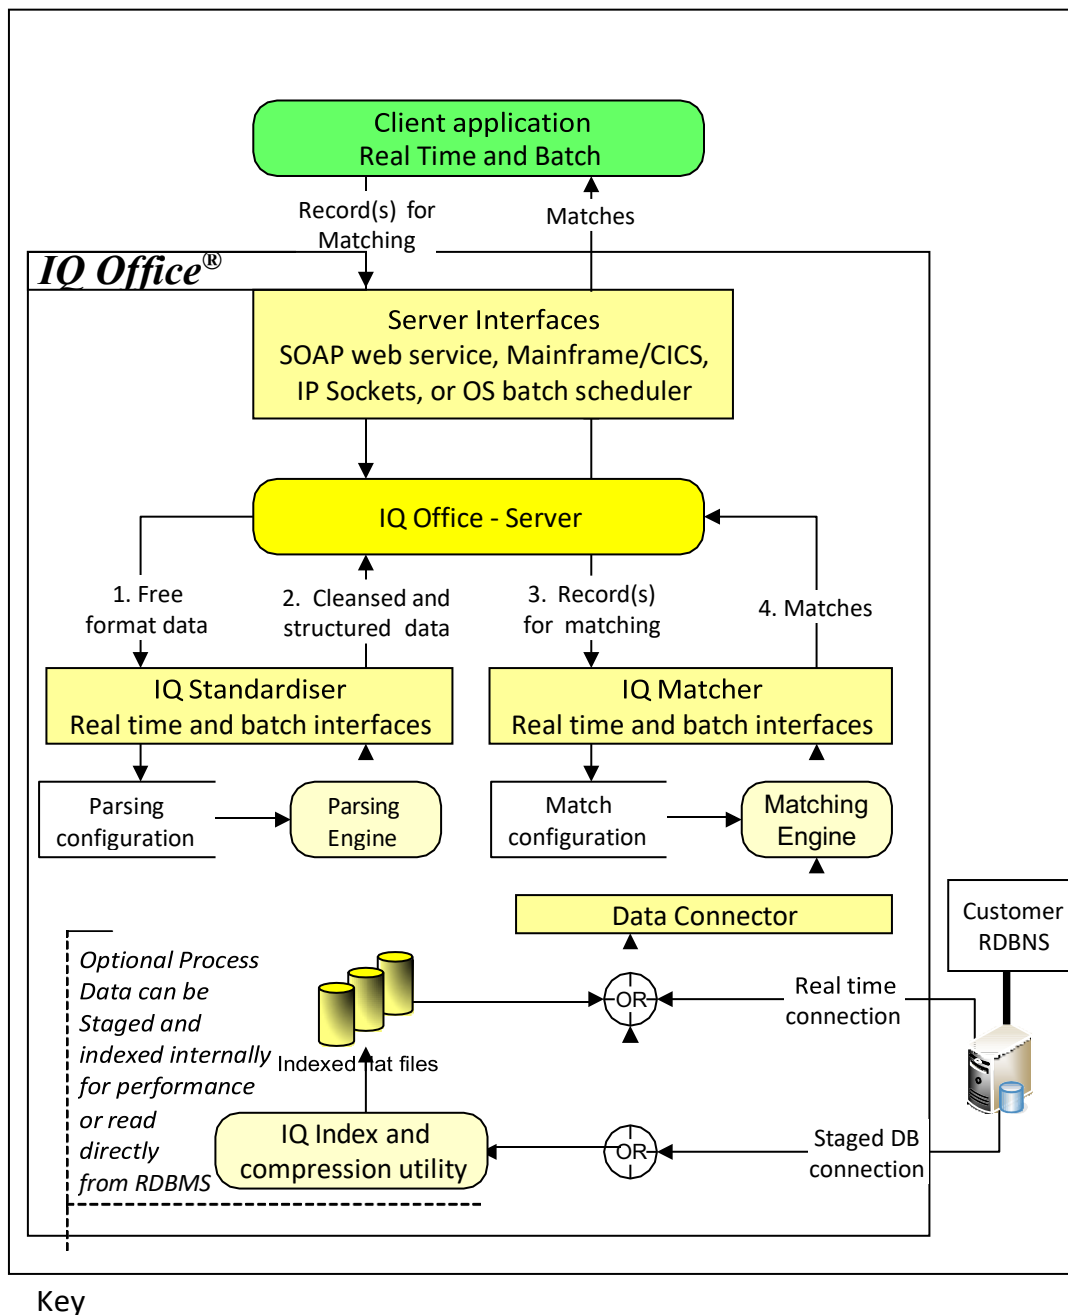 Client application
Real Time and Batch
Record(s) for
Matching
Matches
IQ Office®
Server Interfaces
SOAP web service, Mainframe/CICS,
IP Sockets, or OS batch scheduler
IQ Office - Server
1. Free
format data
2. Cleansed and
structured data
3. Record(s)
for matching
4. Matches
IQ Standardiser
Real time and batch interfaces
IQ Matcher
Real time and batch interfaces
Parsing
configuration
Parsing
Engine
Match
configuration
Matching
Engine
Data Connector
Customer
RDBNS
Optional Process
Data can be
Staged and
indexed internally
for performance
or read
directly
from RDBMS
Indexed flat files
OR
Real time
connection
IQ Index and
compression utility
OR
Staged DB
connection
Key